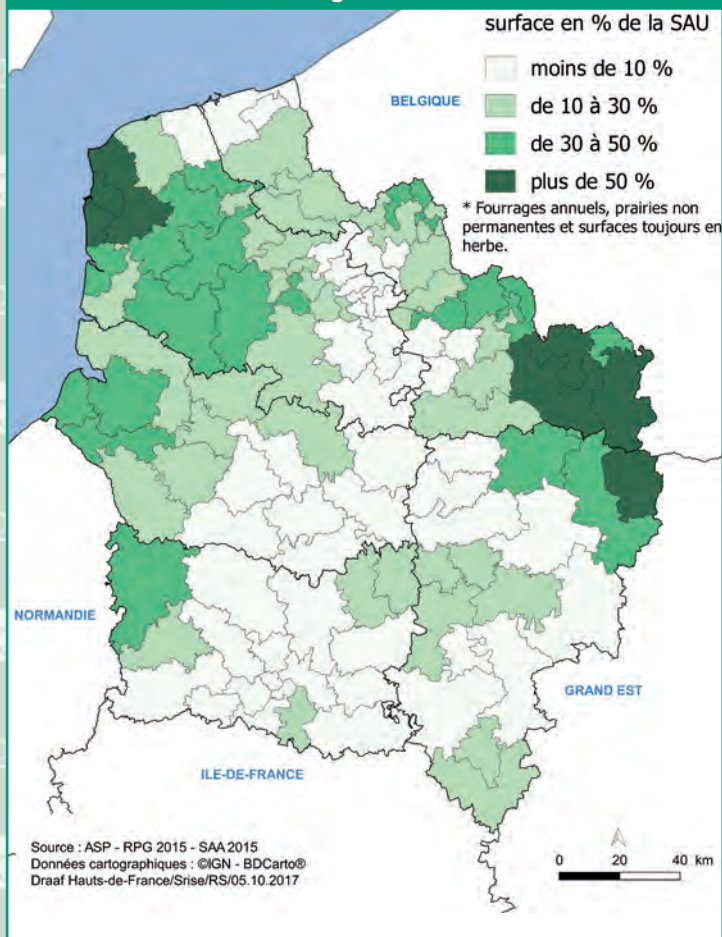 surface en % de la SAU
moins de 10 %
BELGIQUE
de 10 à 30 %
de 30 à 50 %
plus de 50 %
* Fourrages annuels, prairies non
permanentes et surfaces toujours en
herbe.
NORMANDIE
GRAND EST
ILE-DE-FRANCE
Source : ASP - RPG 2015 - SAA 2015
Données cartographiques : ©IGN - BDCarto®
Draaf Hauts-de-France/Srise/RS/05.10.2017
0 20 40 km